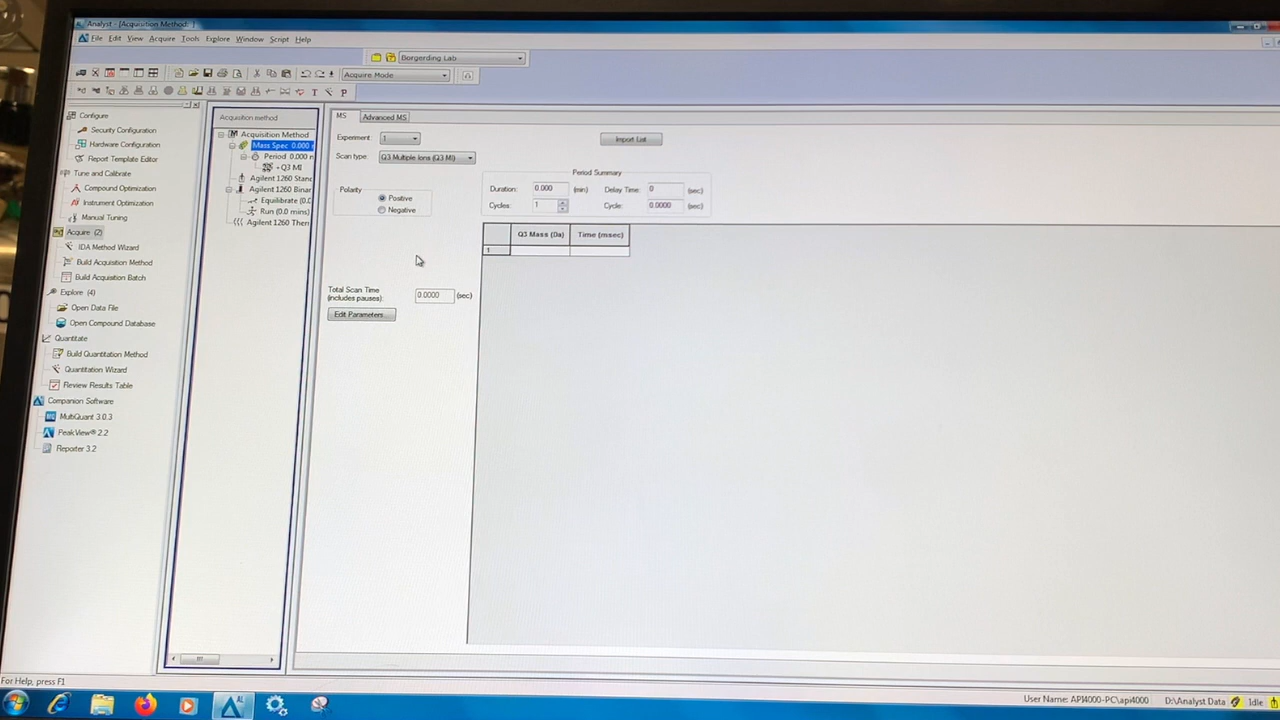 Analyst - [Acquisition Method: ]
File Edit View Acquire Tools Explore Window Script Help
Borgerding Lab
Acquire Mode
Configure
Security Configuration
Hardware Configuration
Report Template Editor
Tune and Calibrate
Compound Optimization
Instrument Optimization
Manual Tuning
Acquire (2)
IDA Method Wizard
Build Acquisition Method
Build Acquisition Batch
Explore (4)
Open Data File
Open Compound Database
Quantitate
Build Quantitation Method
Quantitation Wizard
Review Results Table
Companion Software
MultiQuant 3.0.3
PeakView® 2.2
Reporter 3.2
Acquisition method
Acquisition Method
Mass Spec 0.000
Period 0.000 m
+Q3 MI
Agilent 1260 Stand
Agilent 1260 Binar
Equilibrate (0.0
Run (0.0 mins)
Agilent 1260 Ther
MS Advanced MS
Experiment: 1 Import List
Scan type: Q3 Multiple Ions (Q3 MI)
Period Summary
Polarity
Positive
Negative
Duration: 0.000 (min) Delay Time: 0 (sec)
Cycles: 1 Cycle: 0.0000 (sec)
Q3 Mass (Da) Time (msec)
1
Total Scan Time
(includes pauses): 0.0000 (sec)
Edit Parameters...
For Help, press F1
User Name: API4000-PC\api4000 D:\Analyst Data Idle